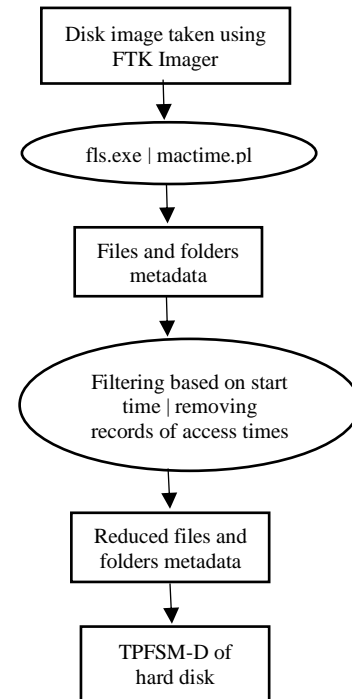 Disk image taken using
FTK Imager
fls.exe | mactime.pl
Files and folders
metadata
Filtering based on start
time | removing
records of access times
Reduced files and
folders metadata
TPFSM-D of
hard disk